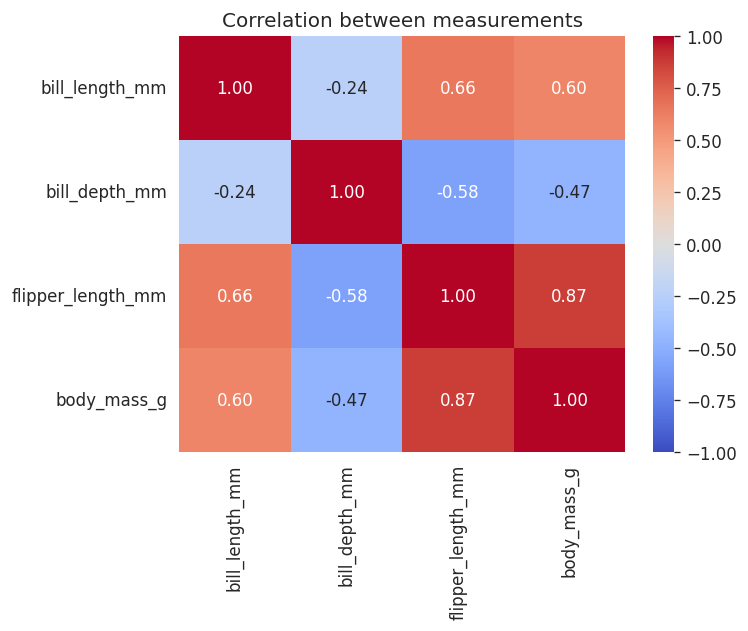 Correlation between measurements
bill_length_mm 1.00 -0.24 0.66 0.60
bill_depth_mm -0.24 1.00 -0.58 -0.47
flipper_length_mm 0.66 -0.58 1.00 0.87
body_mass_g 0.60 -0.47 0.87 1.00
bill_length_mm
bill_depth_mm
flipper_length_mm
body_mass_g
1.00
0.75
0.50
0.25
0.00
−0.25
−0.50
−0.75
−1.00